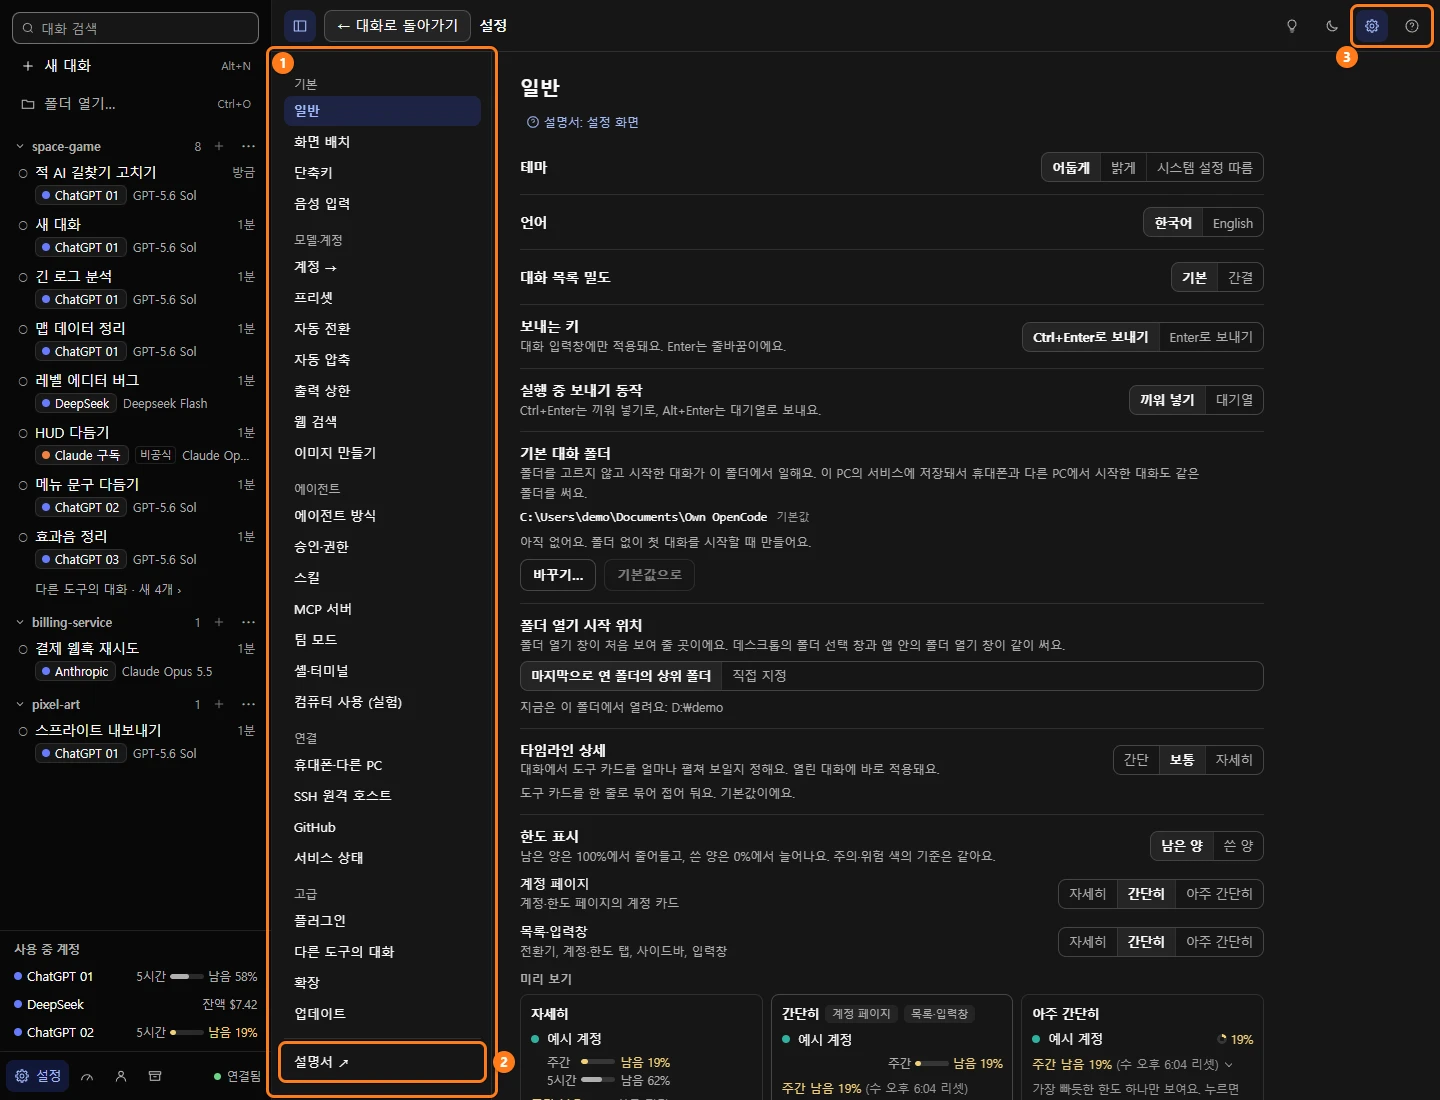 대화 검색
새 대화 Alt+N
폴더 열기... Ctrl+O
space-game 8
적 AI 길찾기 고치기 방금
ChatGPT 01 GPT-5.6 Sol
새 대화 1분
ChatGPT 01 GPT-5.6 Sol
긴 로그 분석 1분
ChatGPT 01 GPT-5.6 Sol
맵 데이터 정리 1분
ChatGPT 01 GPT-5.6 Sol
레벨 에디터 버그 1분
DeepSeek Deepseek Flash
HUD 다듬기 1분
Claude 구독 비공식 Claude Op...
메뉴 문구 다듬기 1분
ChatGPT 02 GPT-5.6 Sol
효과음 정리 1분
ChatGPT 03 GPT-5.6 Sol
다른 도구의 대화 · 새 4개 ›
billing-service 1
결제 웹훅 재시도 1분
Anthropic Claude Opus 5.5
pixel-art 1
스프라이트 내보내기 1분
ChatGPT 01 GPT-5.6 Sol
사용 중 계정
ChatGPT 01 5시간 남음 58%
DeepSeek 잔액 $7.42
ChatGPT 02 5시간 남음 19%
설정 연결됨
← 대화로 돌아가기 설정
3
1
기본
일반
화면 배치
단축키
음성 입력
모델·계정
계정 →
프리셋
자동 전환
자동 압축
출력 상한
웹 검색
이미지 만들기
에이전트
에이전트 방식
승인·권한
스킬
MCP 서버
팀 모드
셸·터미널
컴퓨터 사용 (실험)
연결
휴대폰·다른 PC
SSH 원격 호스트
GitHub
서비스 상태
고급
플러그인
다른 도구의 대화
확장
업데이트
설명서 ↗
2
일반
설명서: 설정 화면
테마 어둡게 밝게 시스템 설정 따름
언어 한국어 English
대화 목록 밀도 기본 간결
보내는 키 Ctrl+Enter로 보내기 Enter로 보내기
대화 입력창에만 적용돼요. Enter는 줄바꿈이에요.
실행 중 보내기 동작 끼워 넣기 대기열
Ctrl+Enter는 끼워 넣기로, Alt+Enter는 대기열로 보내요.
기본 대화 폴더
폴더를 고르지 않고 시작한 대화가 이 폴더에서 일해요. 이 PC의 서비스에 저장돼서 휴대폰과 다른 PC에서 시작한 대화도 같은
폴더를 써요.
C:\Users\demo\Documents\Own OpenCode 기본값
아직 없어요. 폴더 없이 첫 대화를 시작할 때 만들어요.
바꾸기... 기본값으로
폴더 열기 시작 위치
폴더 열기 창이 처음 보여 줄 곳이에요. 데스크톱의 폴더 선택 창과 앱 안의 폴더 열기 창이 같이 써요.
마지막으로 연 폴더의 상위 폴더 직접 지정
지금은 이 폴더에서 열려요: D:₩demo
타임라인 상세 간단 보통 자세히
대화에서 도구 카드를 얼마나 펼쳐 보일지 정해요. 열린 대화에 바로 적용돼요.
도구 카드를 한 줄로 묶어 접어 둬요. 기본값이에요.
한도 표시 남은 양 쓴 양
남은 양은 100%에서 줄어들고, 쓴 양은 0%에서 늘어나요. 주의·위험 색의 기준은 같아요.
계정 페이지 자세히 간단히 아주 간단히
계정·한도 페이지의 계정 카드
목록·입력창 자세히 간단히 아주 간단히
전환기, 계정·한도 탭, 사이드바, 입력창
미리 보기
자세히
예시 계정
주간 남음 19%
5시간 남음 62%
간단히 계정 페이지 목록·입력창
예시 계정
주간 남음 19%
주간 남음 19% (수 오후 6:04 리셋)
아주 간단히
예시 계정 19%
주간 남음 19% (수 오후 6:04 리셋)
가장 빠듯한 한도 하나만 보여요. 누르면